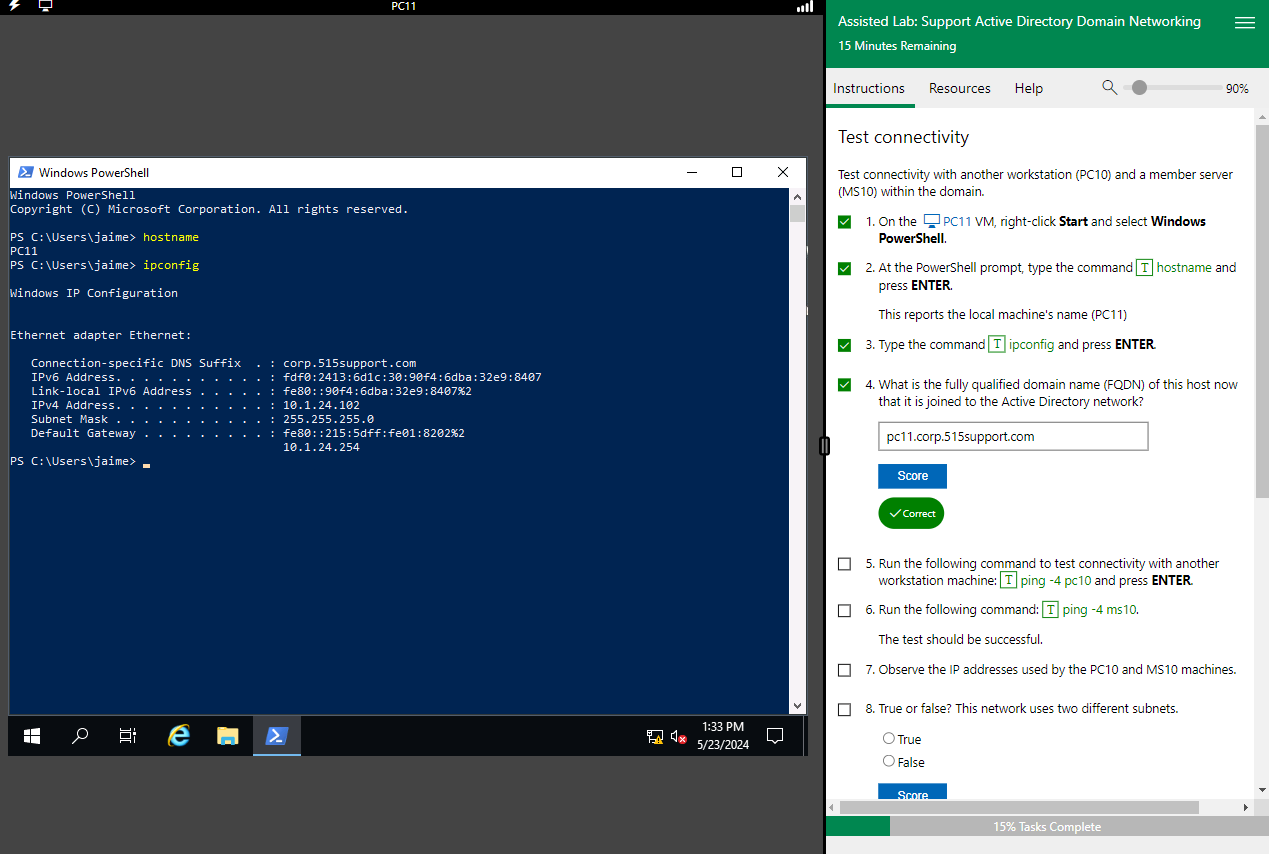 PC11
Windows PowerShell
Windows PowerShell
Copyright (C) Microsoft Corporation. All rights reserved.
PS C:\Users\jaime> hostname
PC11
PS C:\Users\jaime> ipconfig
Windows IP Configuration
Ethernet adapter Ethernet:
Connection-specific DNS Suffix . : corp.515support.com
IPv6 Address. . . . . . . . . . . : fdf0:2413:6d1c:30:90f4:6dba:32e9:8407
Link-local IPv6 Address . . . . . : fe80::90f4:6dba:32e9:8407%2
IPv4 Address. . . . . . . . . . . : 10.1.24.102
Subnet Mask . . . . . . . . . . . : 255.255.255.0
Default Gateway . . . . . . . . . : fe80::215:5dff:fe01:8202%2
10.1.24.254
PS C:\Users\jaime>
1:33 PM
5/23/2024
Assisted Lab: Support Active Directory Domain Networking
15 Minutes Remaining
Instructions Resources Help 90%
Test connectivity
Test connectivity with another workstation (PC10) and a member server
(MS10) within the domain.
1. On the PC11 VM, right-click Start and select Windows
PowerShell.
2. At the PowerShell prompt, type the command T hostname and
press ENTER.
This reports the local machine's name (PC11)
3. Type the command T ipconfig and press ENTER.
4. What is the fully qualified domain name (FQDN) of this host now
that it is joined to the Active Directory network?
pc11.corp.515support.com
Score
Correct
5. Run the following command to test connectivity with another
workstation machine: T ping -4 pc10 and press ENTER.
6. Run the following command: T ping -4 ms10.
The test should be successful.
7. Observe the IP addresses used by the PC10 and MS10 machines.
8. True or false? This network uses two different subnets.
True
False
Score
15% Tasks Complete